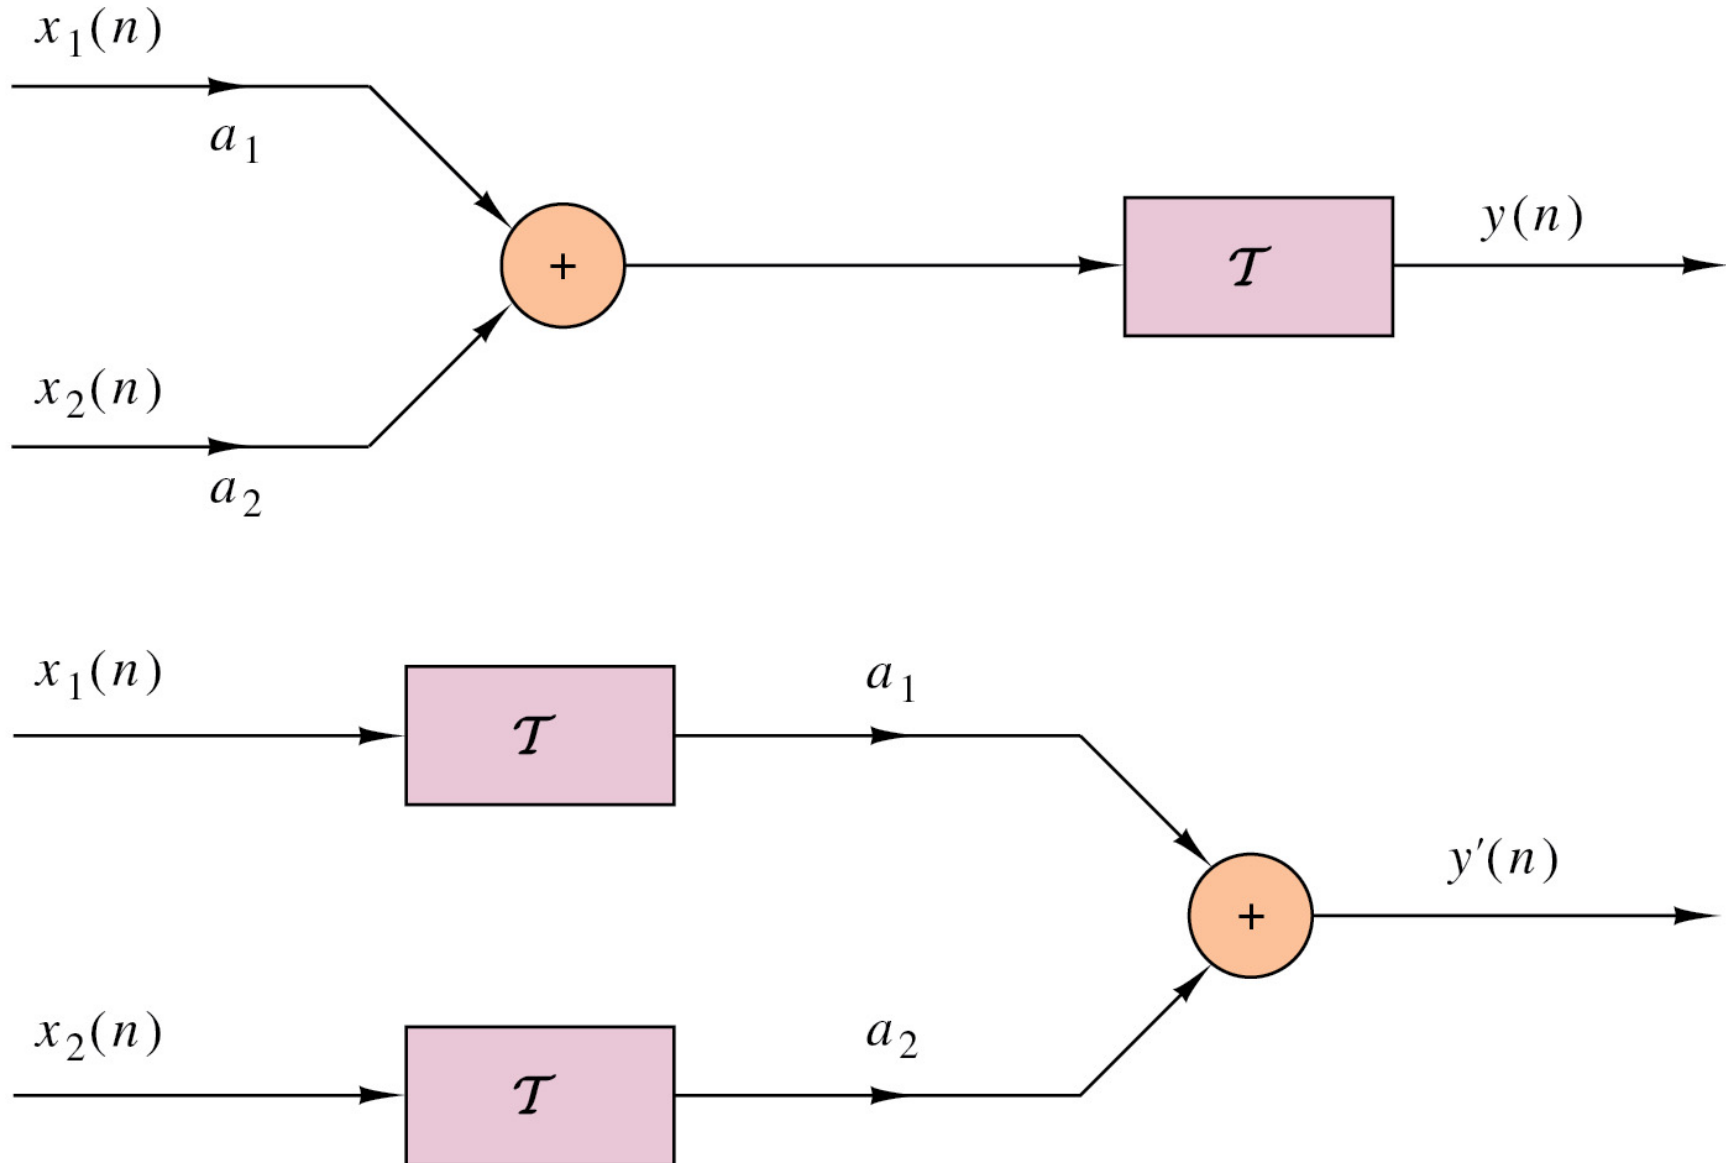 x₁(n)
a₁
+
𝒯
y(n)
x₂(n)
a₂
x₁(n)
𝒯
a₁
+
y′(n)
x₂(n)
𝒯
a₂